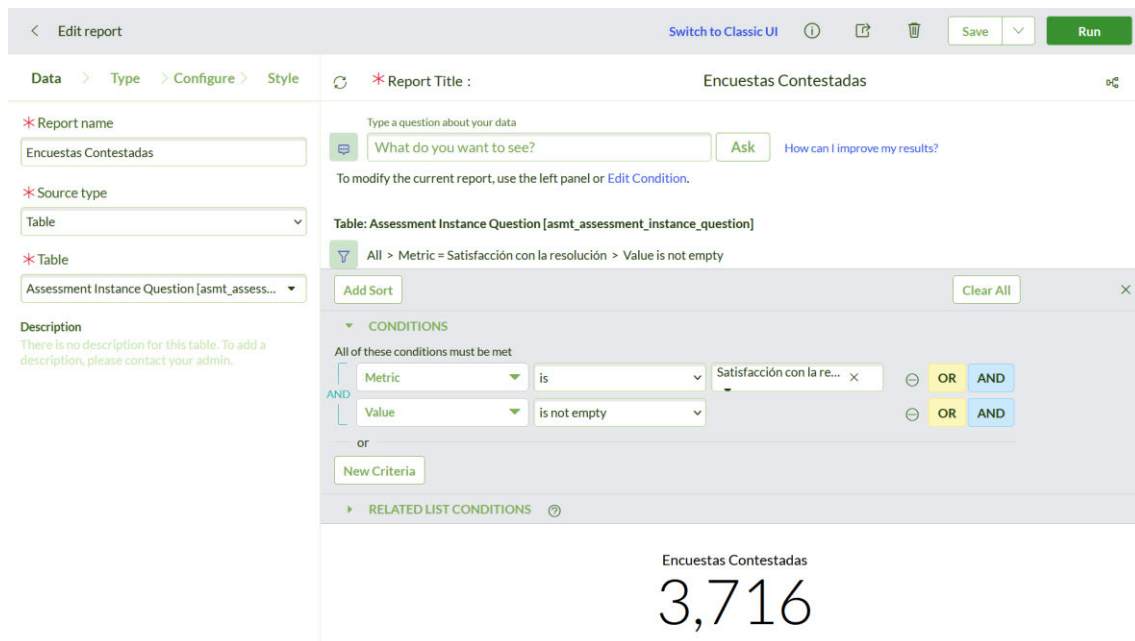 Edit report
Switch to Classic UI
Save
Run
Data
Type
Configure
Style
*Report name
Encuestas Contestadas
*Source type
Table
*Table
Assessment Instance Question [asmt_assess...
Description
There is no description for this table. To add a
description, please contact your admin.
*Report Title :
Encuestas Contestadas
Type a question about your data
What do you want to see?
Ask
How can I improve my results?
To modify the current report, use the left panel or Edit Condition.
Table: Assessment Instance Question [asmt_assessment_instance_question]
All > Metric = Satisfacción con la resolución > Value is not empty
Add Sort
Clear All
CONDITIONS
All of these conditions must be met
AND
Metric
is
Satisfacción con la re...
OR
AND
Value
is not empty
OR
AND
or
New Criteria
RELATED LIST CONDITIONS
Encuestas Contestadas
3,716